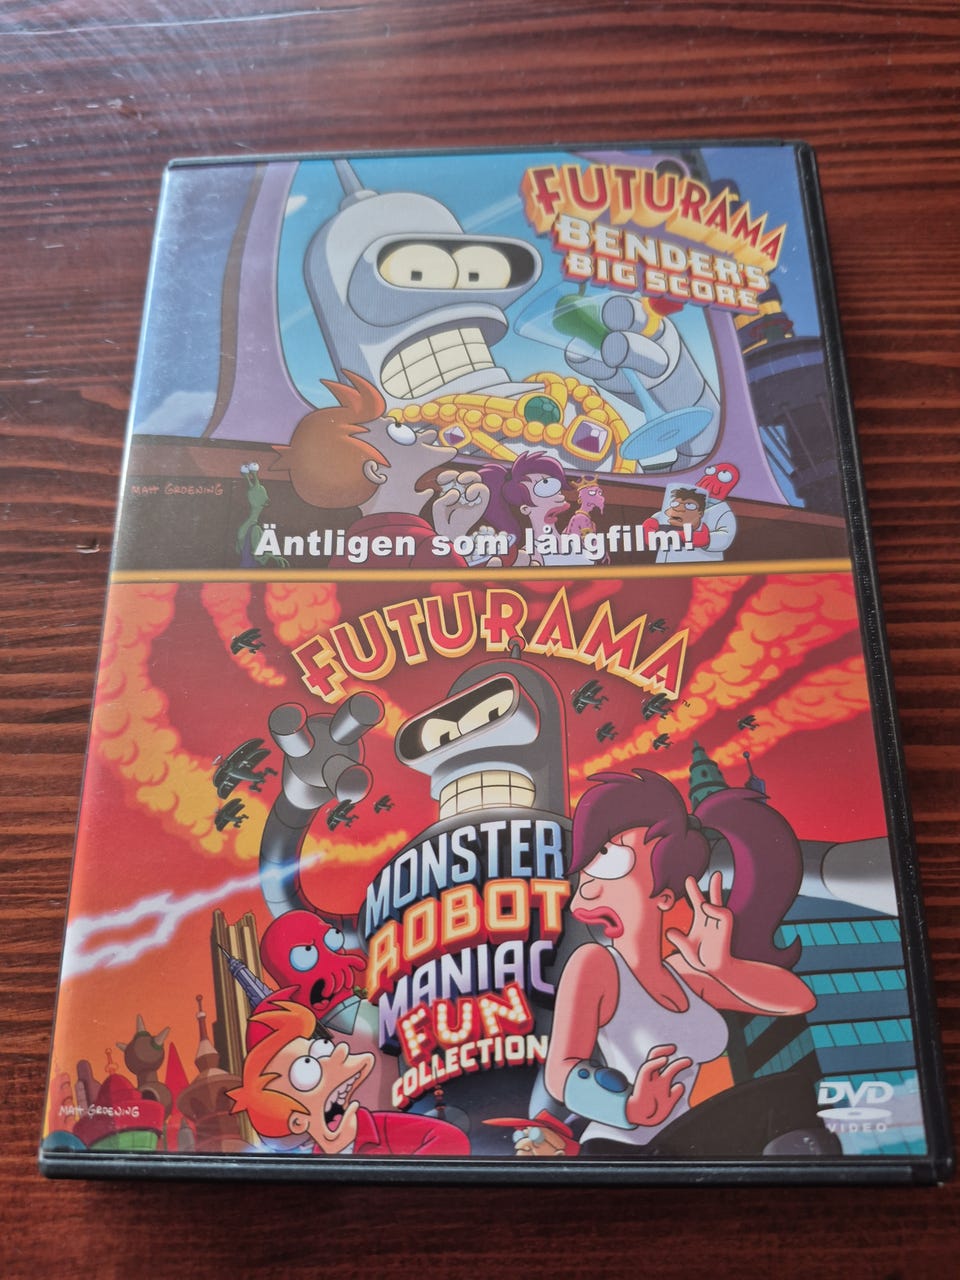 FUTURAMA
BENDER'S
BIG SCORE
MATT GROENING
Äntligen som långfilm!
FUTURAMA
TM
MONSTER
ROBOT
MANIAC
FUN
COLLECTION
MATT GROENING
DVD
VIDEO